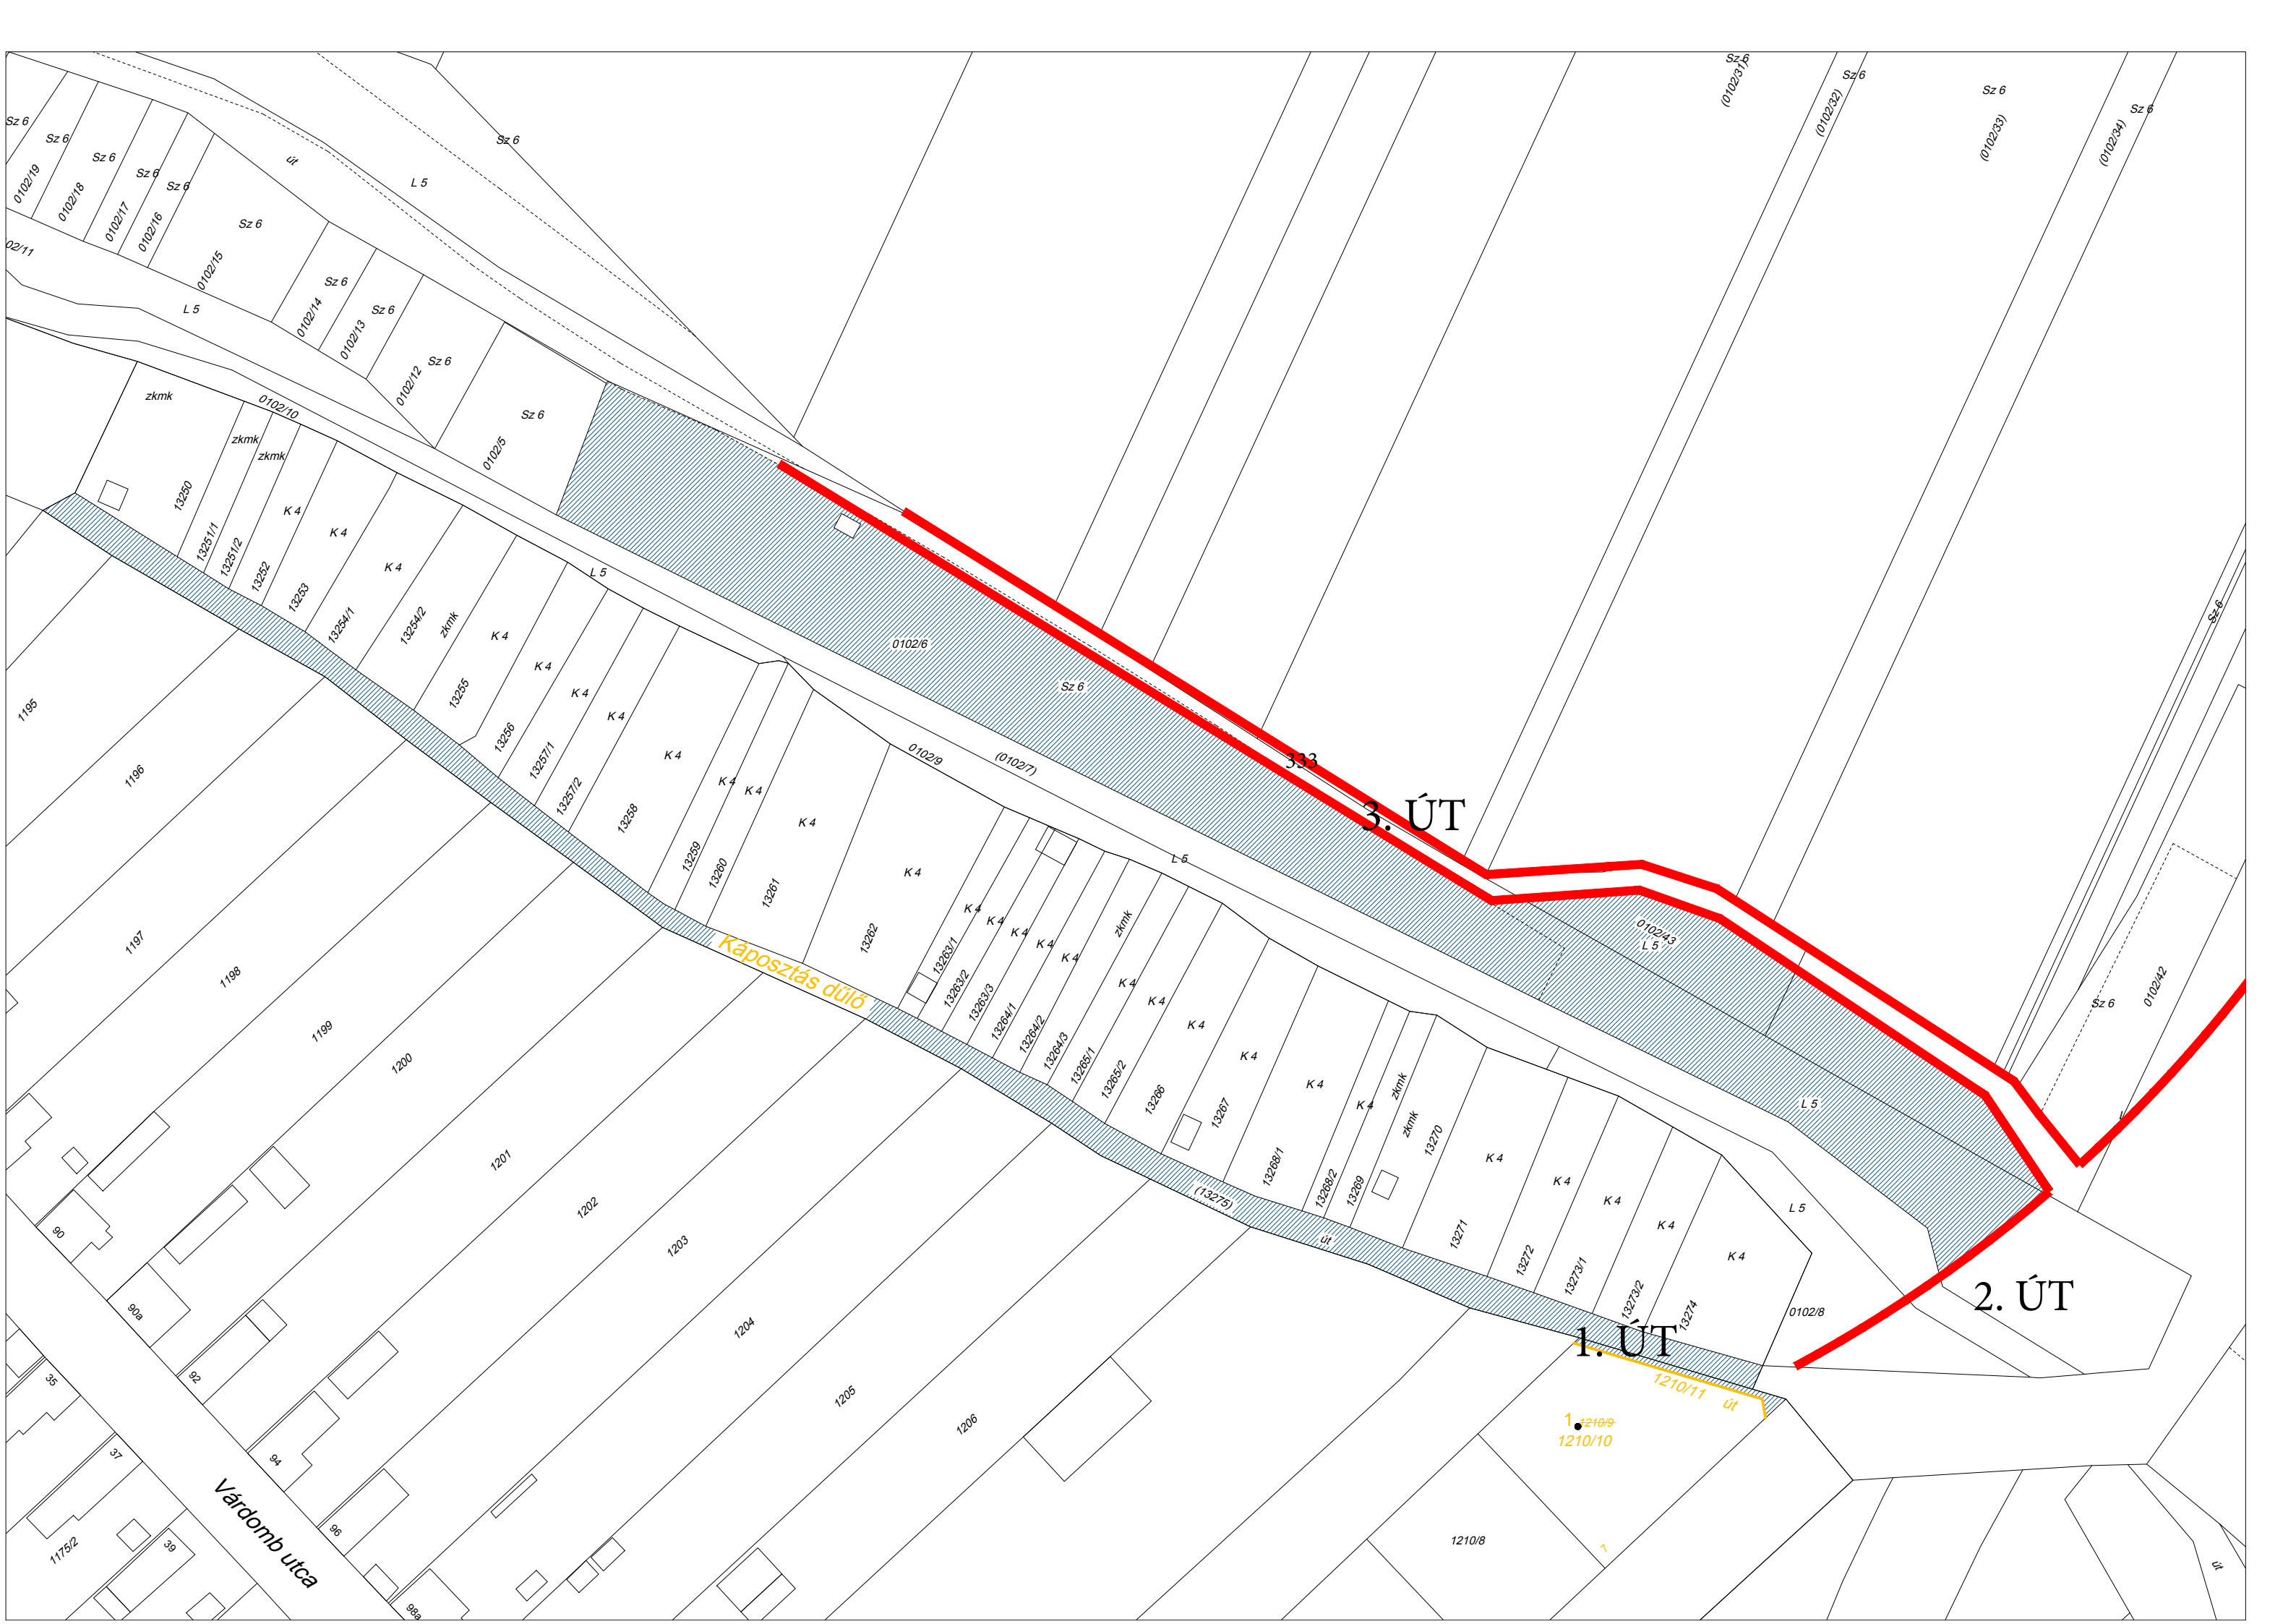 Sz 6
(0102/31)
Sz 6
(0102/32)
Sz 6
(0102/33)
Sz 6
(0102/34)
Sz 6
0102/19
Sz 6
0102/18
Sz 6
0102/17
Sz 6
0102/16
Sz 6
út
Sz 6
L 5
Sz 6
0102/15
02/11
L 5
Sz 6
0102/14
Sz 6
0102/13
Sz 6
0102/12
Sz 6
0102/5
zkmk
0102/10
zkmk
zkmk
13250
13251/1
13251/2
K 4
13252
K 4
13253
K 4
13254/1
13254/2
zkmk
L 5
K 4
13255
K 4
13256
K 4
13257/1
K 4
13257/2
K 4
13258
K 4
13259
K 4
13260
K 4
13261
0102/9
(0102/7)
0102/6
Sz 6
333
3. ÚT
L 5
K 4
13262
K 4
13263/1
K 4
13263/2
K 4
13263/3
K 4
13264/1
K 4
13264/2
zkmk
13264/3
K 4
13265/1
K 4
13265/2
K 4
13266
K 4
13267
K 4
13268/1
K 4
13268/2
zkmk
13269
zkmk
13270
K 4
13271
K 4
13272
K 4
13273/1
K 4
13273/2
K 4
13274
L 5
0102/8
0102/43
L 5
L 5
Sz 6
Sz 6
0102/42
Káposztás dűlő
(13275)
út
1. ÚT
2. ÚT
1210/11 út
1
1210/9
1210/10
1210/8
7
út
1195
1196
1197
1198
1199
1200
1201
1202
1203
1204
1205
1206
90
90a
92
94
96
98a
35
37
39
1175/2
Várdomb utca